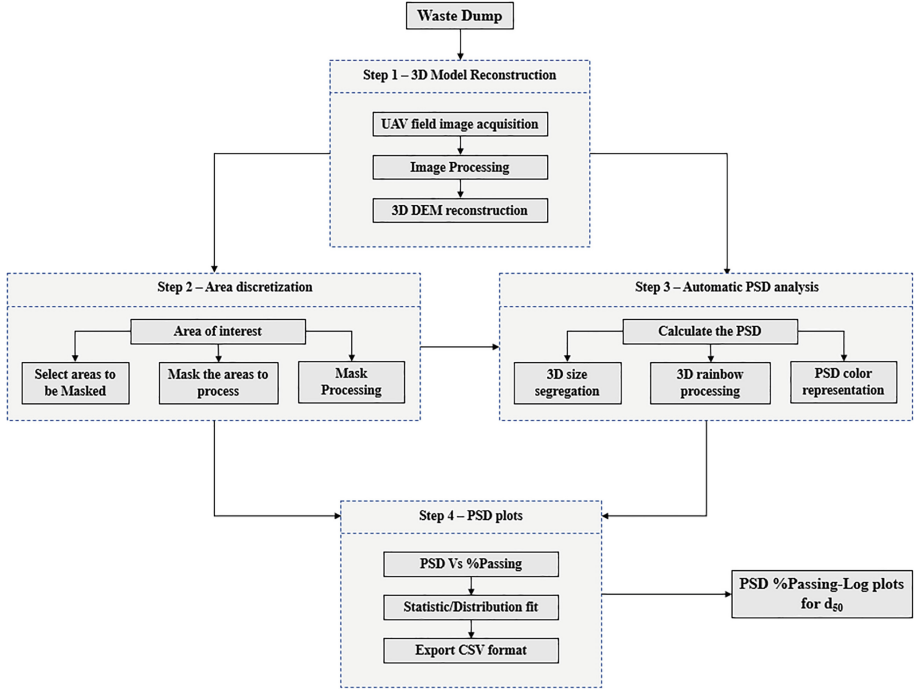 Waste Dump
Step 1 – 3D Model Reconstruction
UAV field image acquisition
Image Processing
3D DEM reconstruction
Step 2 – Area discretization
Area of interest
Select areas to
be Masked
Mask the areas to
process
Mask
Processing
Step 3 – Automatic PSD analysis
Calculate the PSD
3D size
segregation
3D rainbow
processing
PSD color
representation
Step 4 – PSD plots
PSD Vs %Passing
Statistic/Distribution fit
Export CSV format
PSD %Passing-Log plots
for d₅₀